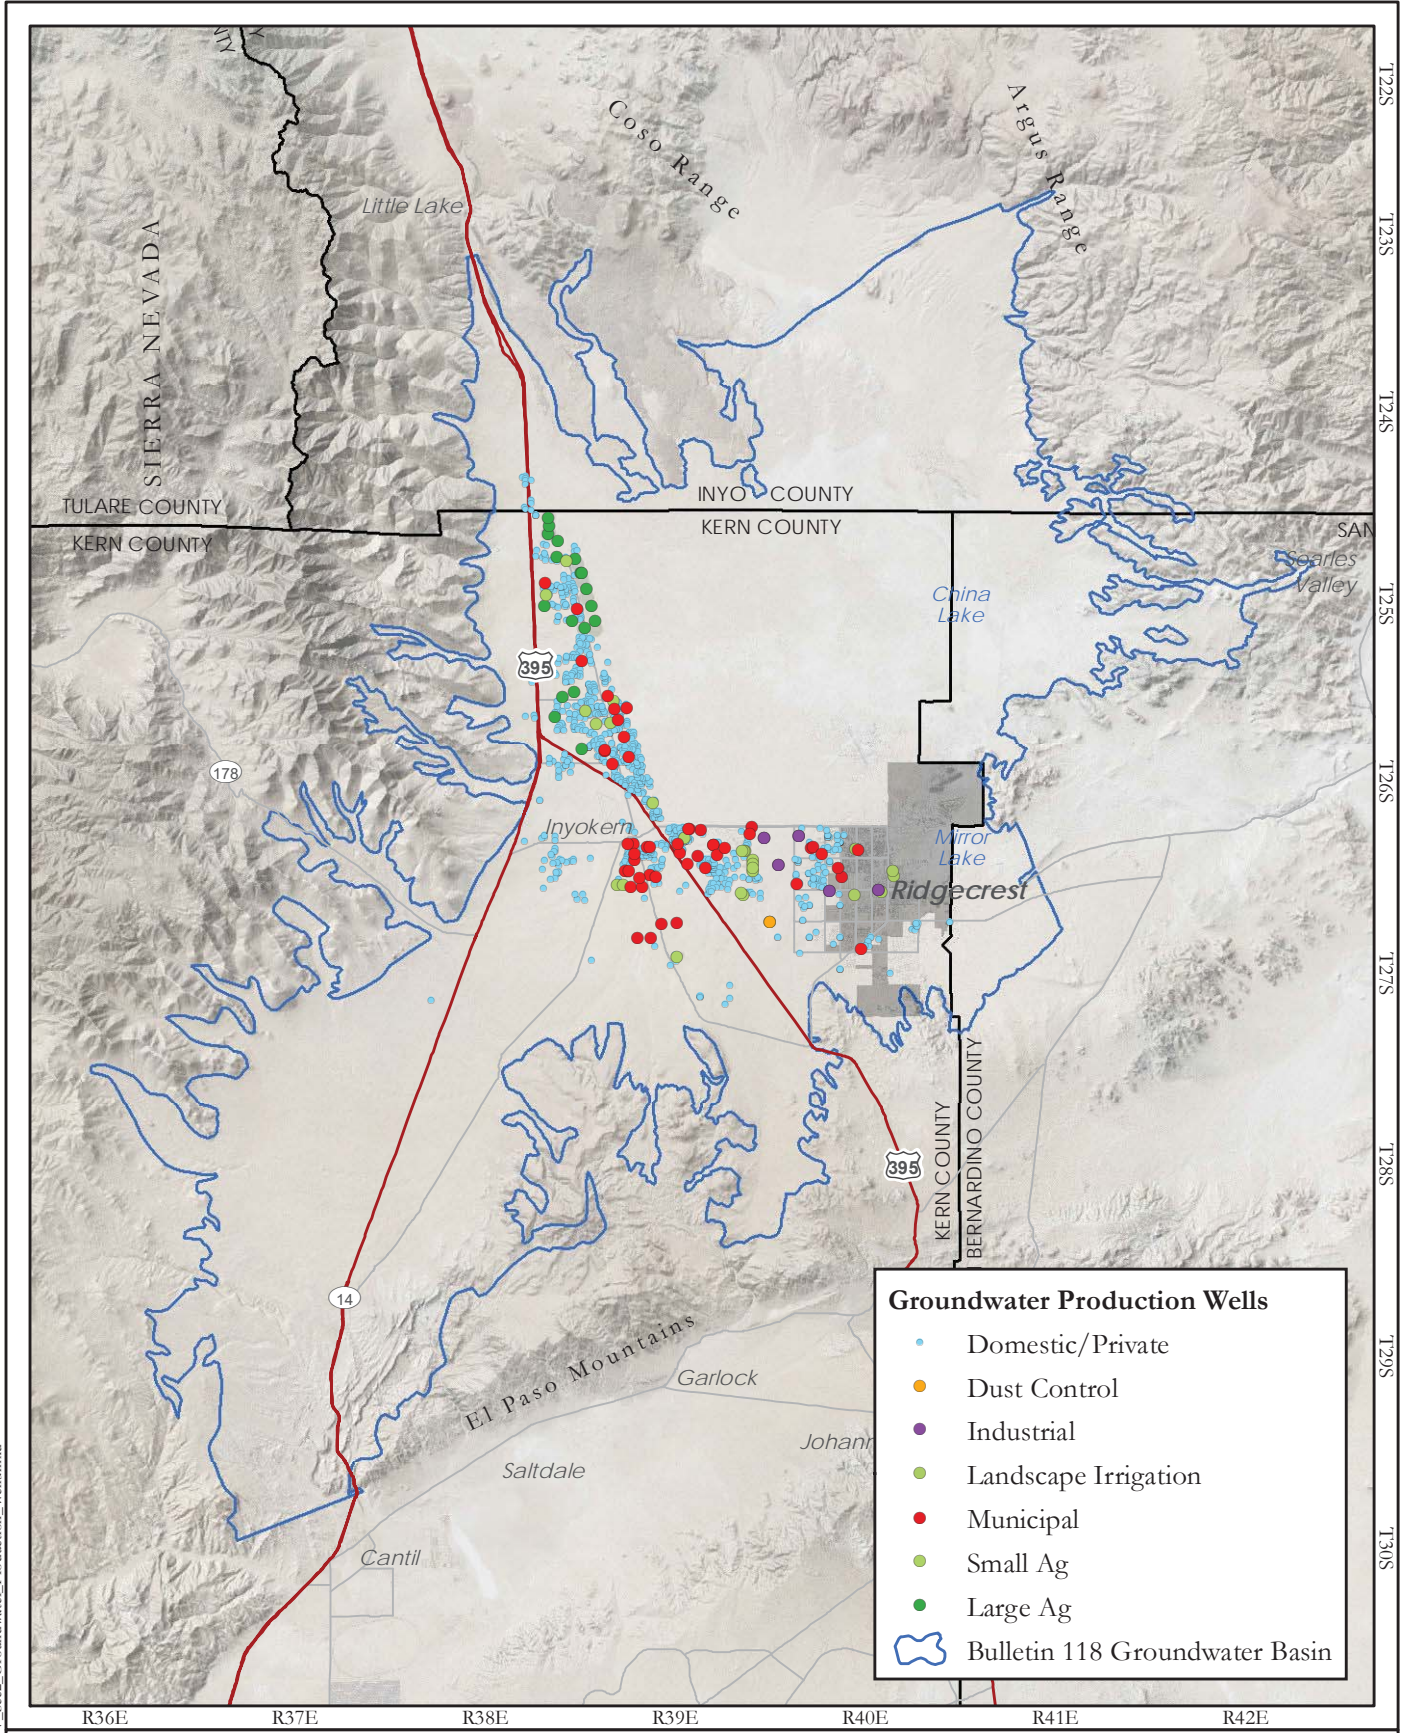 NTY
Y
T22S
Coso Range
Argus Range
Little Lake
T23S
SIERRA NEVADA
T24S
TULARE COUNTY
INYO COUNTY
KERN COUNTY
KERN COUNTY
SAN
Searles
Valley
China
Lake
T25S
395
178
T26S
Inyokern
Mirror
Lake
Ridgecrest
T27S
KERN COUNTY
BERNARDINO COUNTY
395
T28S
14
El Paso Mountains
Garlock
T29S
Johann
Saltdale
Cantil
T30S
Groundwater Production Wells
Domestic/Private
Dust Control
Industrial
Landscape Irrigation
Municipal
Small Ag
Large Ag
Bulletin 118 Groundwater Basin
R36E
R37E
R38E
R39E
R40E
R41E
R42E